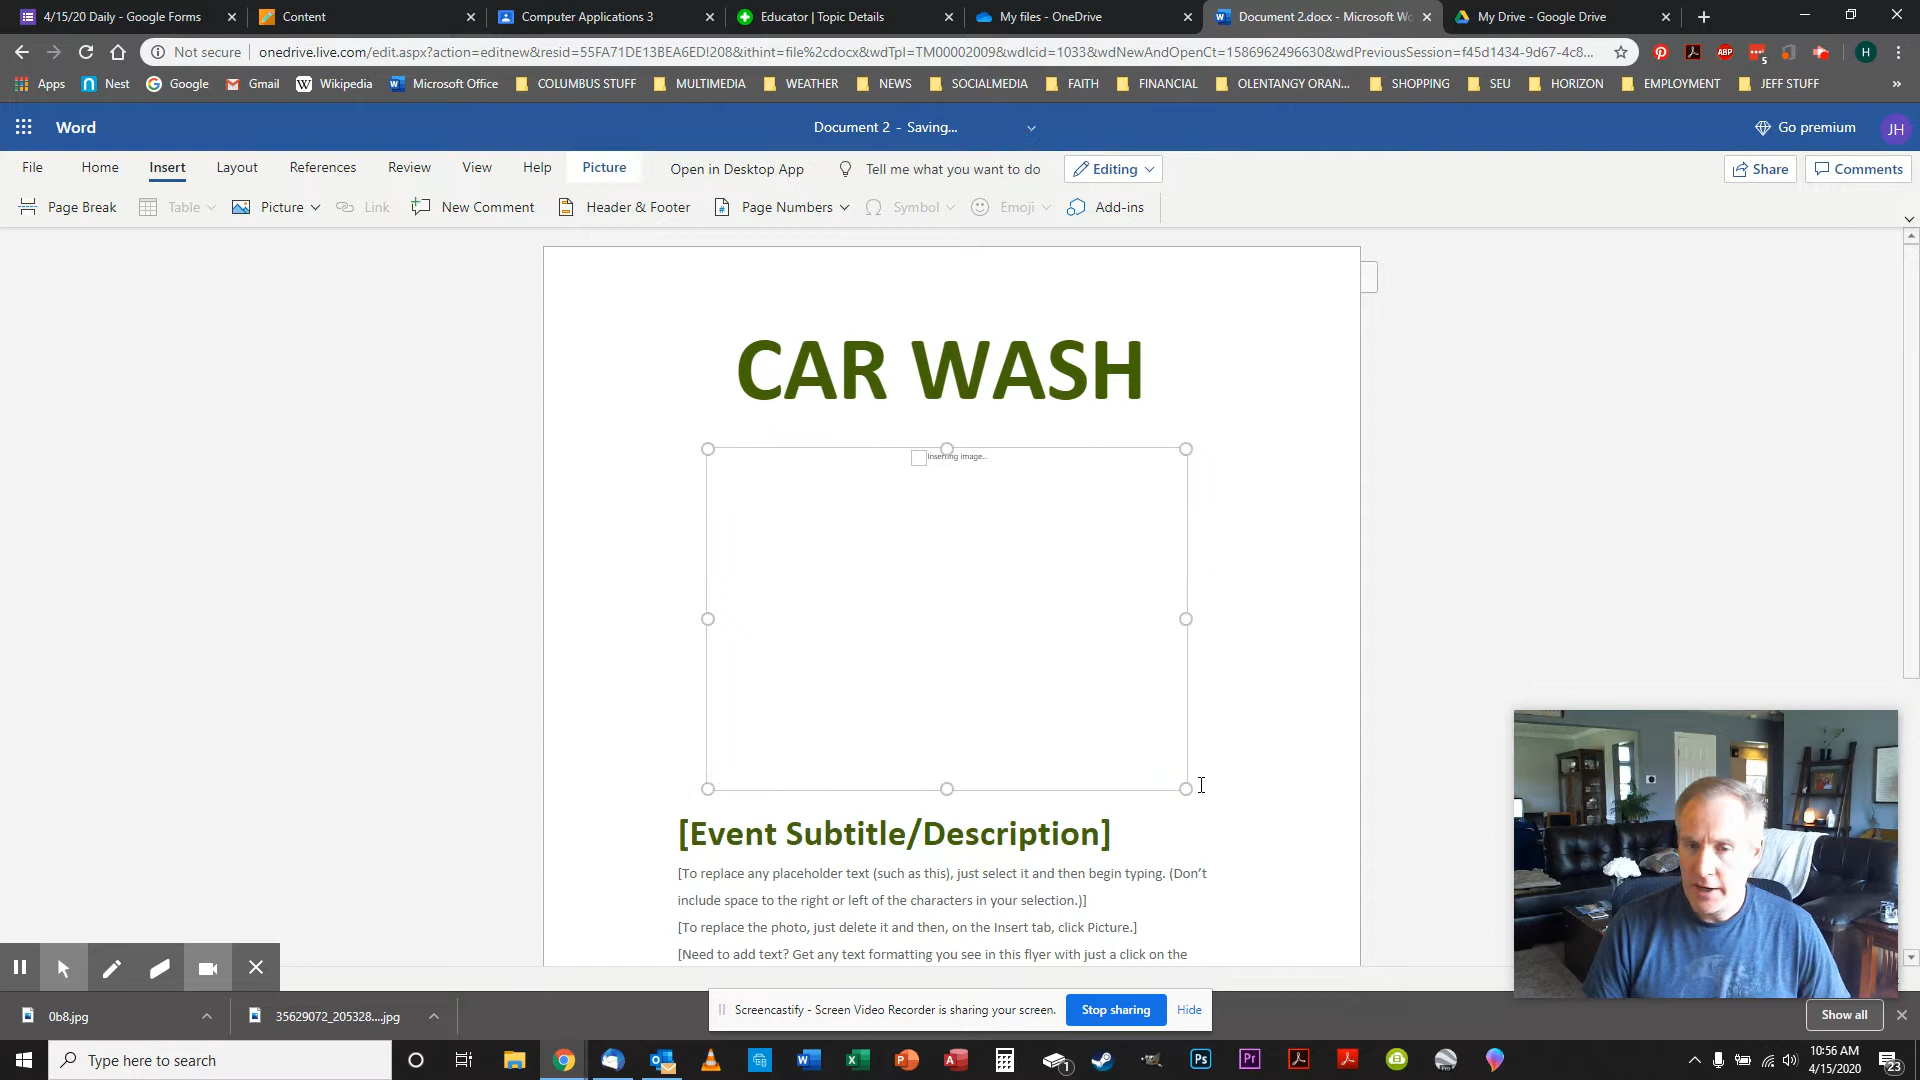 4/15/20 Daily - Google Forms
Content
Computer Applications 3
Educator | Topic Details
My files - OneDrive
Document 2.docx - Microsoft Wo
My Drive - Google Drive
Not secure
onedrive.live.com/edit.aspx?action=editnew&resid=55FA71DE13BEA6ED!208&ithint=file%2cdocx&wdTpl=TM00002009&wdlcid=1033&wdNewAndOpenCt=1586962496630&wdPreviousSession=f45d1434-9d67-4c8...
ABP
5
H
Apps
Nest
Google
Gmail
Wikipedia
Microsoft Office
COLUMBUS STUFF
MULTIMEDIA
WEATHER
NEWS
SOCIALMEDIA
FAITH
FINANCIAL
OLENTANGY ORAN...
SHOPPING
SEU
HORIZON
EMPLOYMENT
JEFF STUFF
»
Word
Document 2 - Saving...
Go premium
JH
File
Home
Insert
Layout
References
Review
View
Help
Picture
Open in Desktop App
Tell me what you want to do
Editing
Share
Comments
Page Break
Table
Picture
Link
New Comment
Header & Footer
Page Numbers
Symbol
Emoji
Add-ins
CAR WASH
Inserting image...
[Event Subtitle/Description]
[To replace any placeholder text (such as this), just select it and then begin typing. (Don’t
include space to the right or left of the characters in your selection.)]
[To replace the photo, just delete it and then, on the Insert tab, click Picture.]
[Need to add text? Get any text formatting you see in this flyer with just a click on the
Screencastify - Screen Video Recorder is sharing your screen.
Stop sharing
Hide
0b8.jpg
35629072_205328....jpg
Show all
Type here to search
1
Ps
Pr
10:56 AM
4/15/2020
23